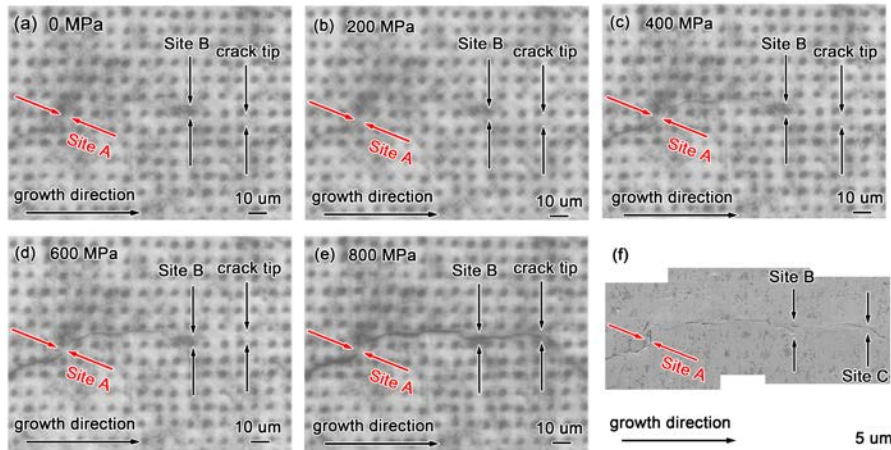 (a) 0 MPa
Site B
crack tip
Site A
growth direction
10 um
(b) 200 MPa
Site B
crack tip
Site A
growth direction
10 um
(c) 400 MPa
Site B
crack tip
Site A
growth direction
10 um
(d) 600 MPa
Site B
crack tip
Site A
growth direction
10 um
(e) 800 MPa
Site B
crack tip
Site A
growth direction
10 um
(f)
Site B
Site A
Site C
growth direction
5 um